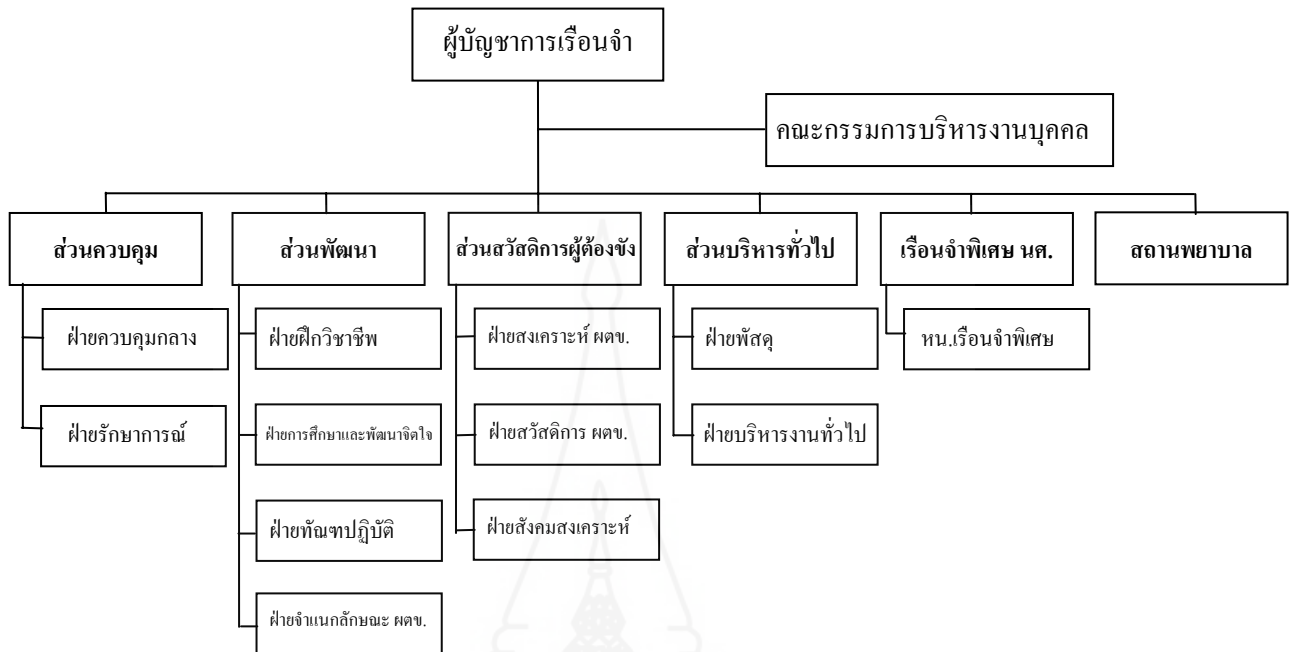 ผู้บัญชาการเรือนจำ
คณะกรรมการบริหารงานบุคคล
ส่วนควบคุม
ส่วนพัฒนา
ส่วนสวัสดิการผู้ต้องขัง
ส่วนบริหารทั่วไป
เรือนจำพิเศษ นศ.
สถานพยาบาล
ฝ่ายควบคุมกลาง
ฝ่ายฝึกวิชาชีพ
ฝ่ายสงเคราะห์ ผตข.
ฝ่ายพัสดุ
หน.เรือนจำพิเศษ
ฝ่ายรักษาการณ์
ฝ่ายการศึกษาและพัฒนาจิตใจ
ฝ่ายสวัสดิการ ผตข.
ฝ่ายบริหารงานทั่วไป
ฝ่ายทัณฑปฏิบัติ
ฝ่ายสังคมสงเคราะห์
ฝ่ายจำแนกลักษณะ ผตข.